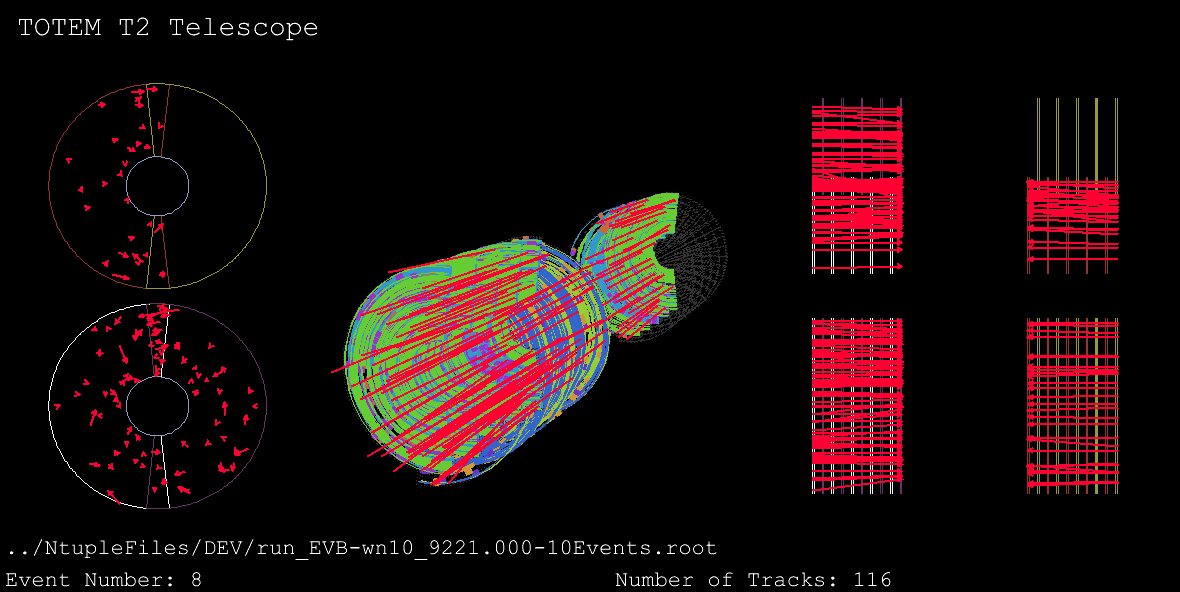 TOTEM T2 Telescope
../NtupleFiles/DEV/run_EVB-wn10_9221.000-10Events.root
Event Number: 8
Number of Tracks: 116